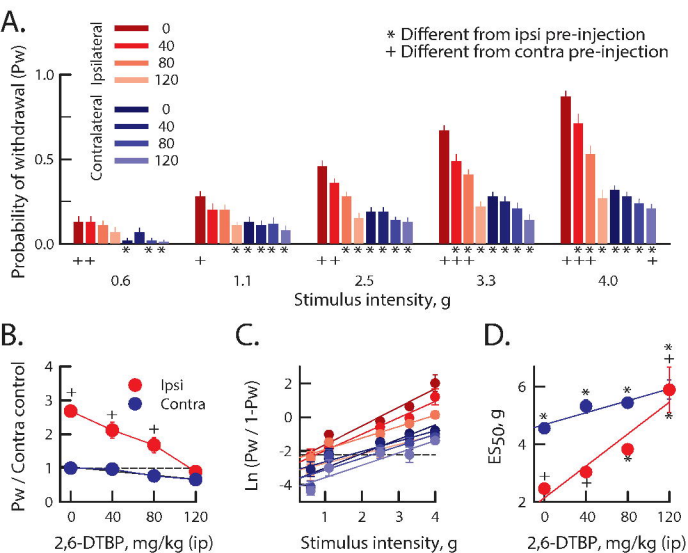 A.
* Different from ipsi pre-injection
+ Different from contra pre-injection
Ipsilateral
0
40
80
120
Contralateral
0
40
80
120
Probability of withdrawal (Pw)
1.0
0.5
0.0
* * * * * * * * * * * * * * * * * * * * * * * * * * * * *
++ + ++ +++ +++ +
0.6 1.1 2.5 3.3 4.0
Stimulus intensity, g
B.
Pw / Contra control
4
3
2
1
0
+ + +
Ipsi
Contra
0 40 80 120
2,6-DTBP, mg/kg (ip)
C.
Ln (Pw / 1-Pw)
2
0
-2
-4
1 2 3 4
Stimulus intensity, g
D.
ES50, g
6
4
2
* * * * + * *
+ +
0 40 80 120
2,6-DTBP, mg/kg (ip)